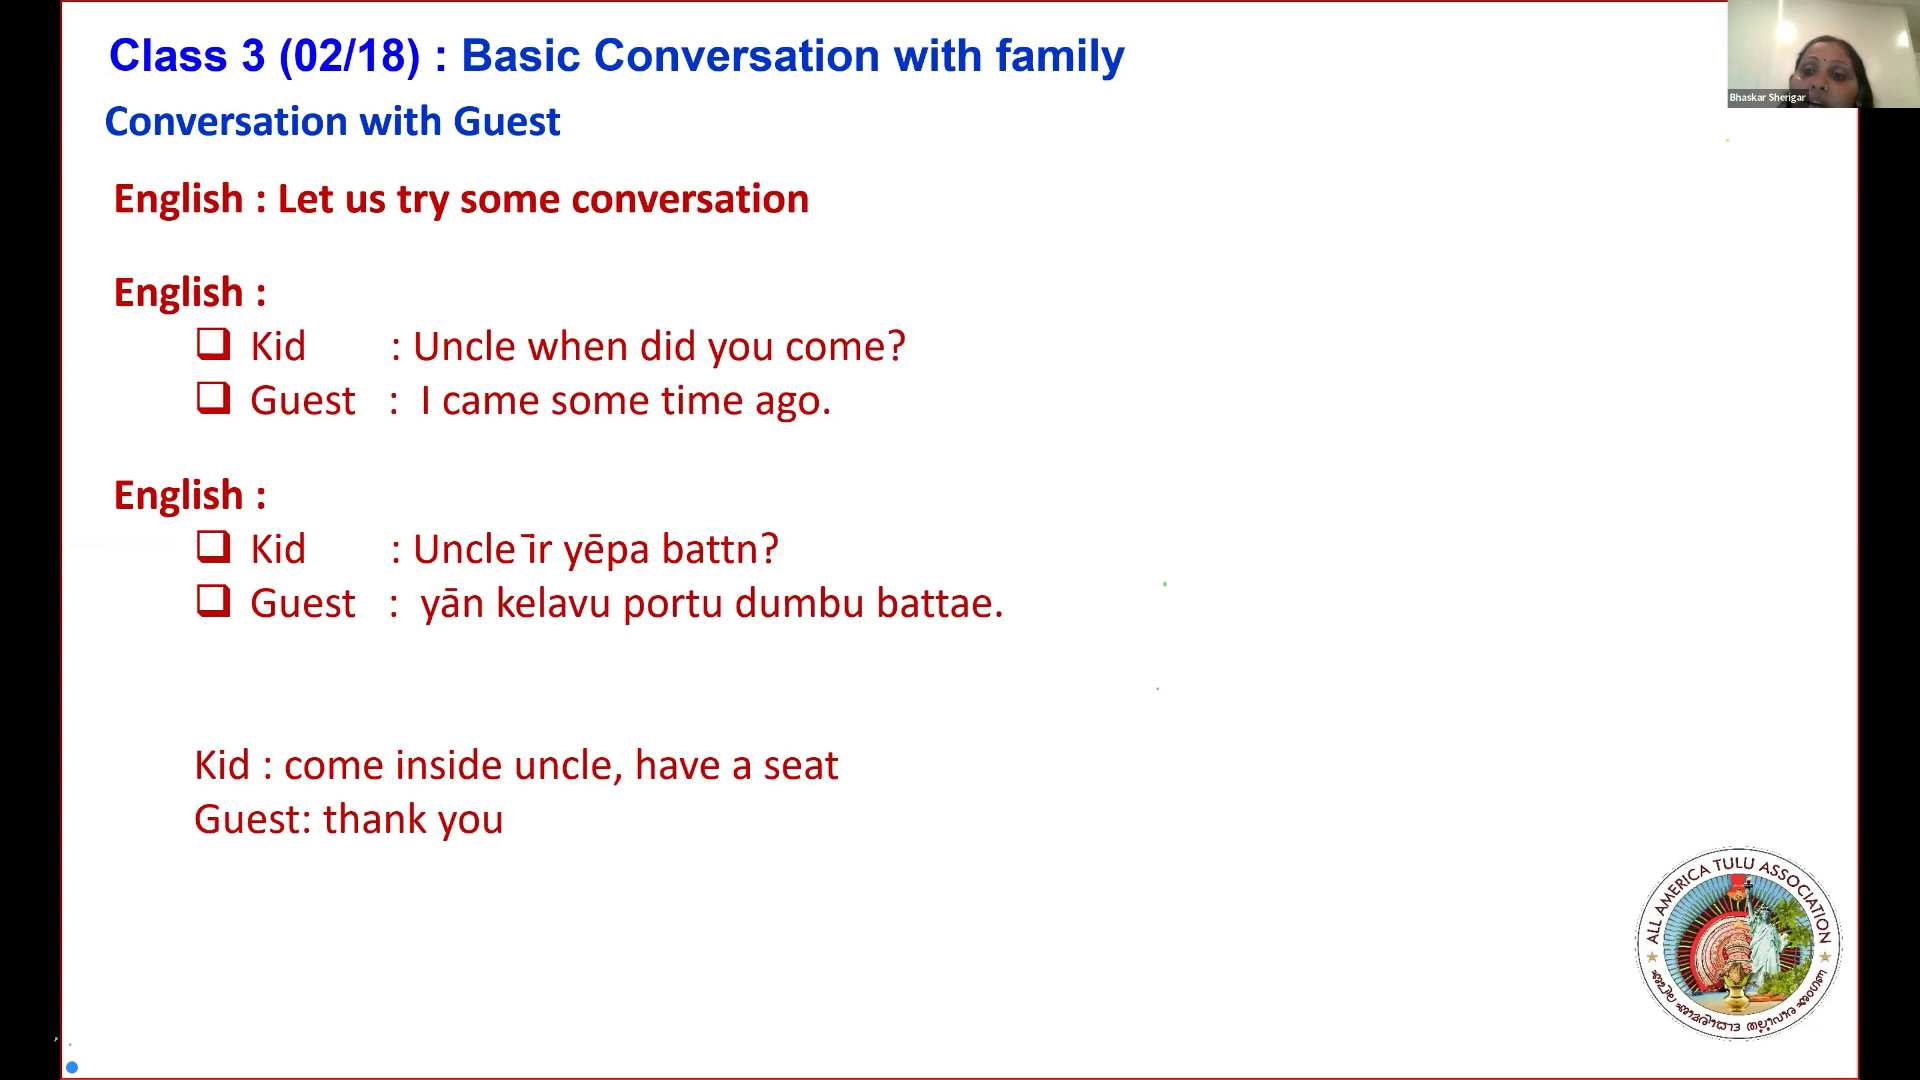 Class 3 (02/18) : Basic Conversation with family
Bhaskar Sherigar
Conversation with Guest
English : Let us try some conversation
English :
❑ Kid : Uncle when did you come?
❑ Guest : I came some time ago.
English :
❑ Kid : Uncle īr yēpa battn?
❑ Guest : yān kelavu portu dumbu battae.
Kid : come inside uncle, have a seat
Guest: thank you
ALL AMERICA TULU ASSOCIATION